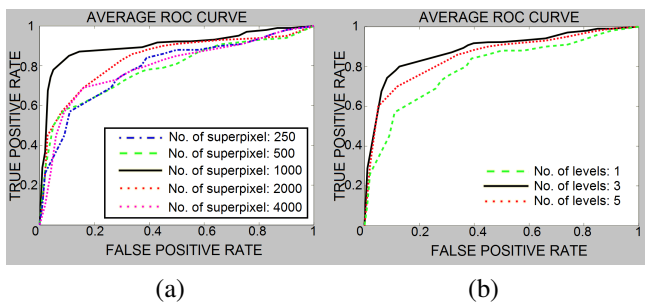 AVERAGE ROC CURVE
TRUE POSITIVE RATE
1
0.8
0.6
0.4
0.2
0
0.2
0.4
0.6
0.8
1
FALSE POSITIVE RATE
No. of superpixel: 250
No. of superpixel: 500
No. of superpixel: 1000
No. of superpixel: 2000
No. of superpixel: 4000
(a)
AVERAGE ROC CURVE
TRUE POSITIVE RATE
1
0.8
0.6
0.4
0.2
0
0.2
0.4
0.6
0.8
1
FALSE POSITIVE RATE
No. of levels: 1
No. of levels: 3
No. of levels: 5
(b)